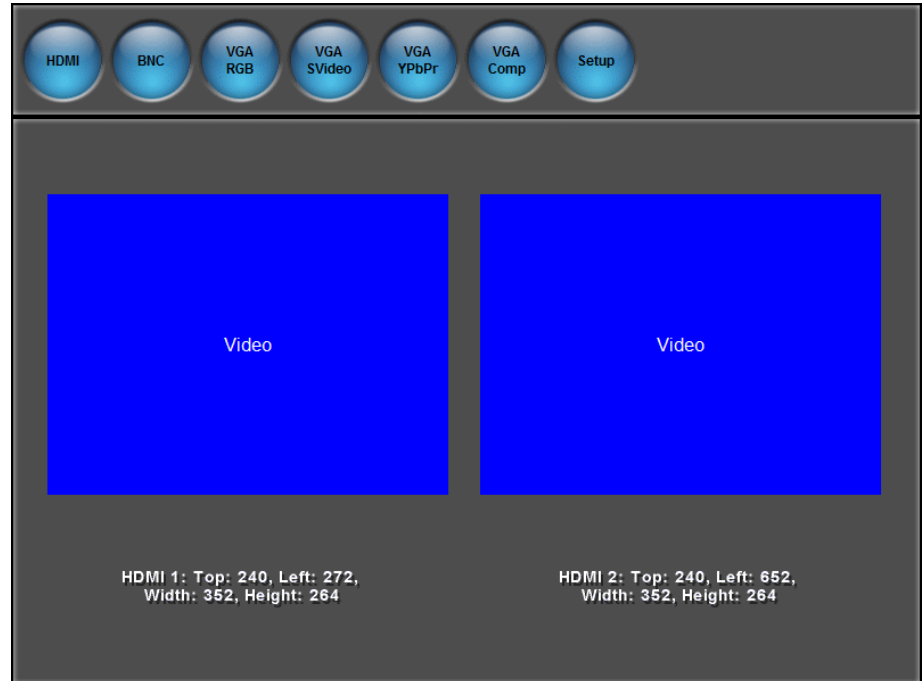 HDMI
BNC
VGA
RGB
VGA
SVideo
VGA
YPbPr
VGA
Comp
Setup
Video
Video
HDMI 1: Top: 240, Left: 272,
Width: 352, Height: 264
HDMI 2: Top: 240, Left: 652,
Width: 352, Height: 264